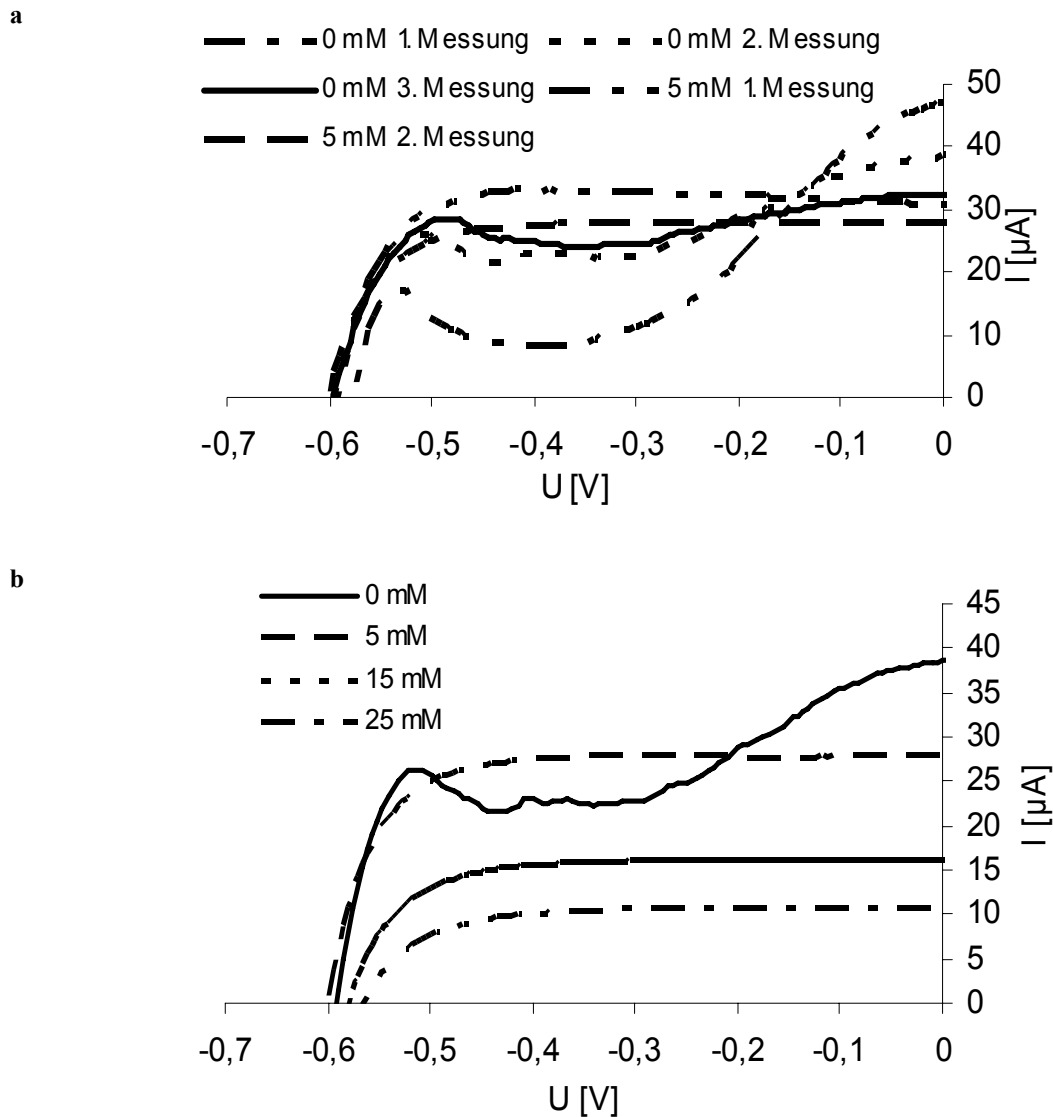 a
0 mM 1. Messung 0 mM 2. Messung
0 mM 3. Messung 5 mM 1. Messung
5 mM 2. Messung
50
40
30
20
10
0
I [µA]
-0,7 -0,6 -0,5 -0,4 -0,3 -0,2 -0,1 0
U [V]
b
0 mM
5 mM
15 mM
25 mM
45
40
35
30
25
20
15
10
5
0
I [µA]
-0,7 -0,6 -0,5 -0,4 -0,3 -0,2 -0,1 0
U [V]